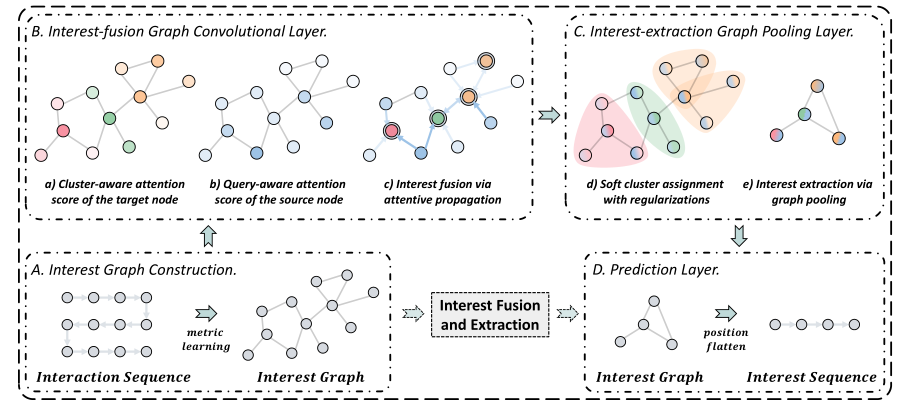 B. Interest-fusion Graph Convolutional Layer.
a) Cluster-aware attention
score of the target node
b) Query-aware attention
score of the source node
c) Interest fusion via
attentive propagation
C. Interest-extraction Graph Pooling Layer.
d) Soft cluster assignment
with regularizations
e) Interest extraction via
graph pooling
A. Interest Graph Construction.
metric
learning
Interaction Sequence
Interest Graph
Interest Fusion
and Extraction
D. Prediction Layer.
position
flatten
Interest Graph
Interest Sequence